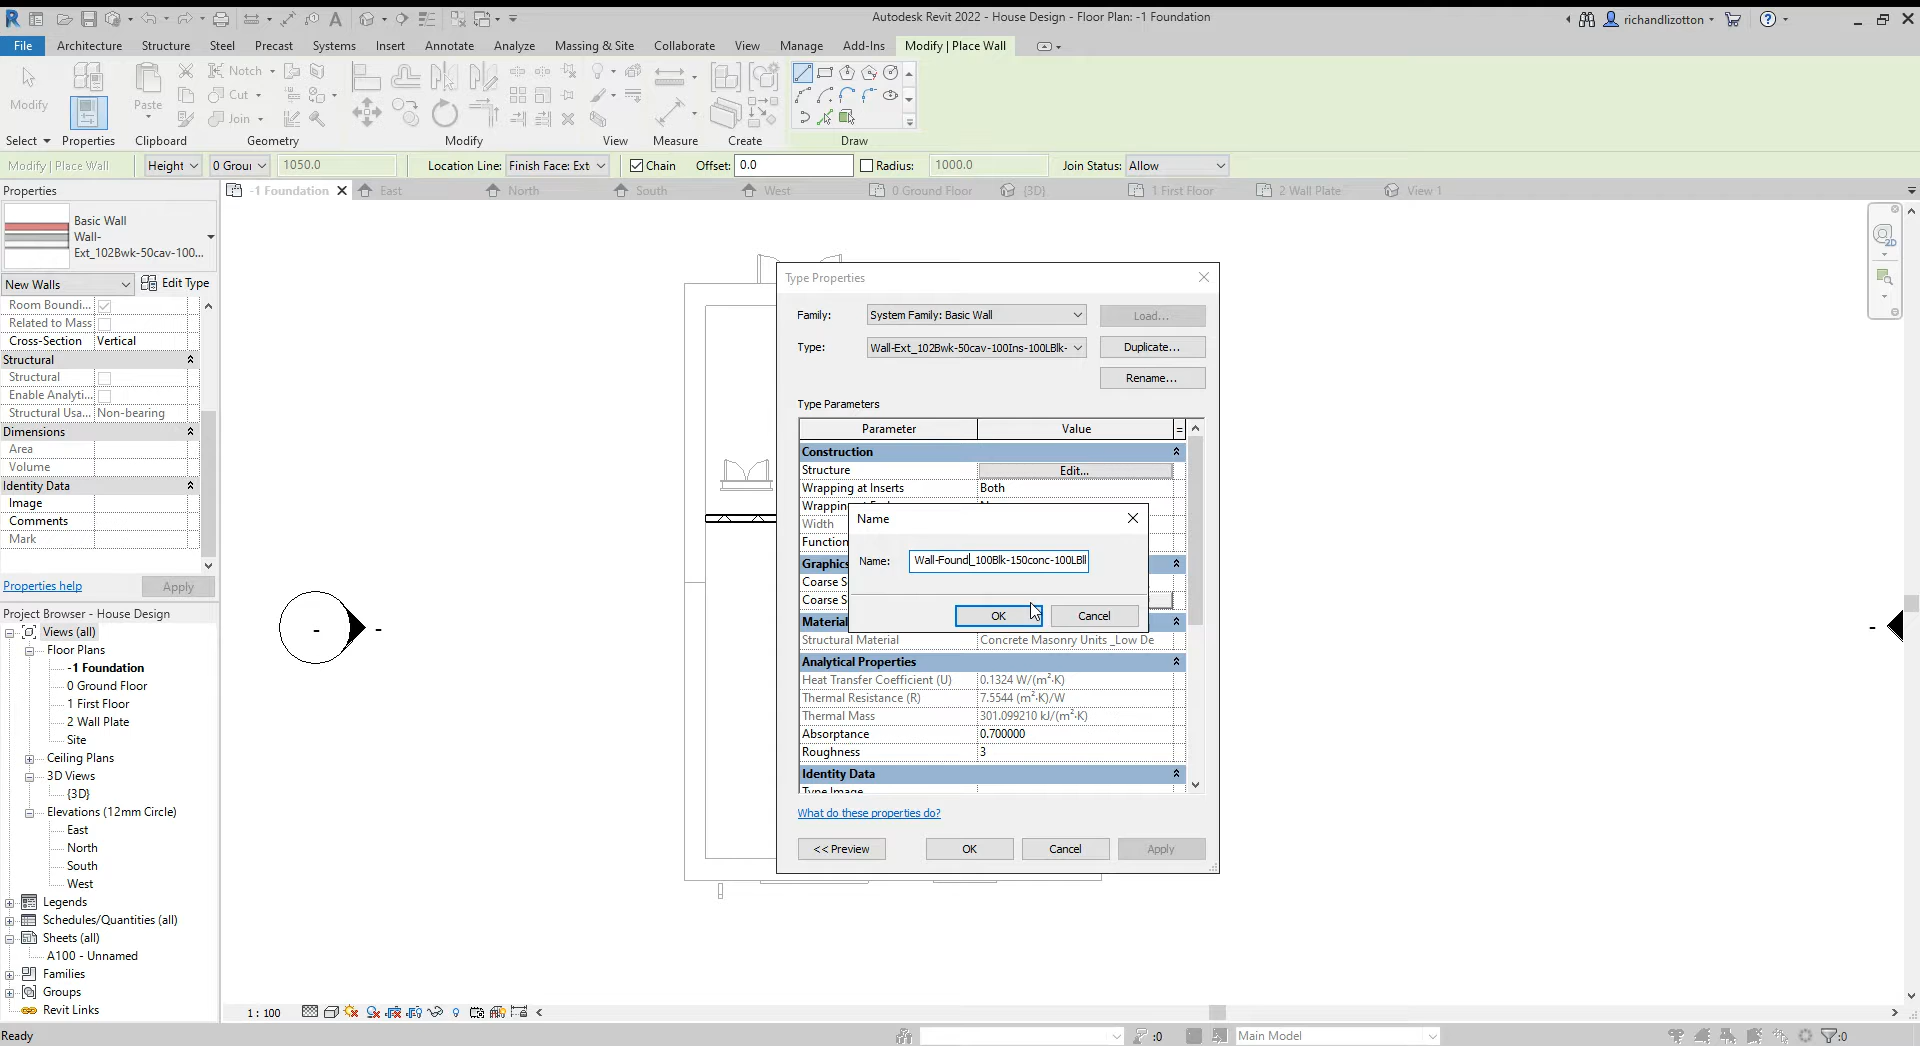 Autodesk Revit 2022 - House Design - Floor Plan: -1 Foundation
richandlizotton
File Architecture Structure Steel Precast Systems Insert Annotate Analyze Massing & Site Collaborate View Manage Add-Ins Modify | Place Wall
Modify
Paste
Notch
Cut
Join
Select Properties Clipboard Geometry Modify View Measure Create Draw
Modify | Place Wall Height 0 Grou 1050.0 Location Line: Finish Face: Ext Chain Offset: 0.0 Radius: 1000.0 Join Status: Allow
Properties
-1 Foundation East North South West 0 Ground Floor {3D} 1 First Floor 2 Wall Plate View 1
Basic Wall
Wall-
Ext_102Bwk-50cav-100...
New Walls Edit Type
Room Boundi...
Related to Mass
Cross-Section Vertical
Structural
Structural
Enable Analyti...
Structural Usa... Non-bearing
Dimensions
Area
Volume
Identity Data
Image
Comments
Mark
Properties help Apply
Project Browser - House Design
Views (all)
Floor Plans
-1 Foundation
0 Ground Floor
1 First Floor
2 Wall Plate
Site
Ceiling Plans
3D Views
{3D}
Elevations (12mm Circle)
East
North
South
West
Legends
Schedules/Quantities (all)
Sheets (all)
A100 - Unnamed
Families
Groups
Revit Links
Type Properties
Family: System Family: Basic Wall Load...
Type: Wall-Ext_102Bwk-50cav-100Ins-100LBlk- Duplicate...
Rename...
Type Parameters
Parameter Value =
Construction
Structure Edit...
Wrapping at Inserts Both
Wrapping
Width
Function
Graphics
Coarse S
Coarse S
Material
Structural Material Concrete Masonry Units _Low De
Analytical Properties
Heat Transfer Coefficient (U) 0.1324 W/(m²·K)
Thermal Resistance (R) 7.5544 (m²·K)/W
Thermal Mass 301.099210 kJ/(m²·K)
Absorptance 0.700000
Roughness 3
Identity Data
Type Image
What do these properties do?
<< Preview OK Cancel Apply
Name
Name: Wall-Found_100Blk-150conc-100LBl
OK Cancel
2D
- -
-
1 : 100
Ready
:0
Main Model
:0